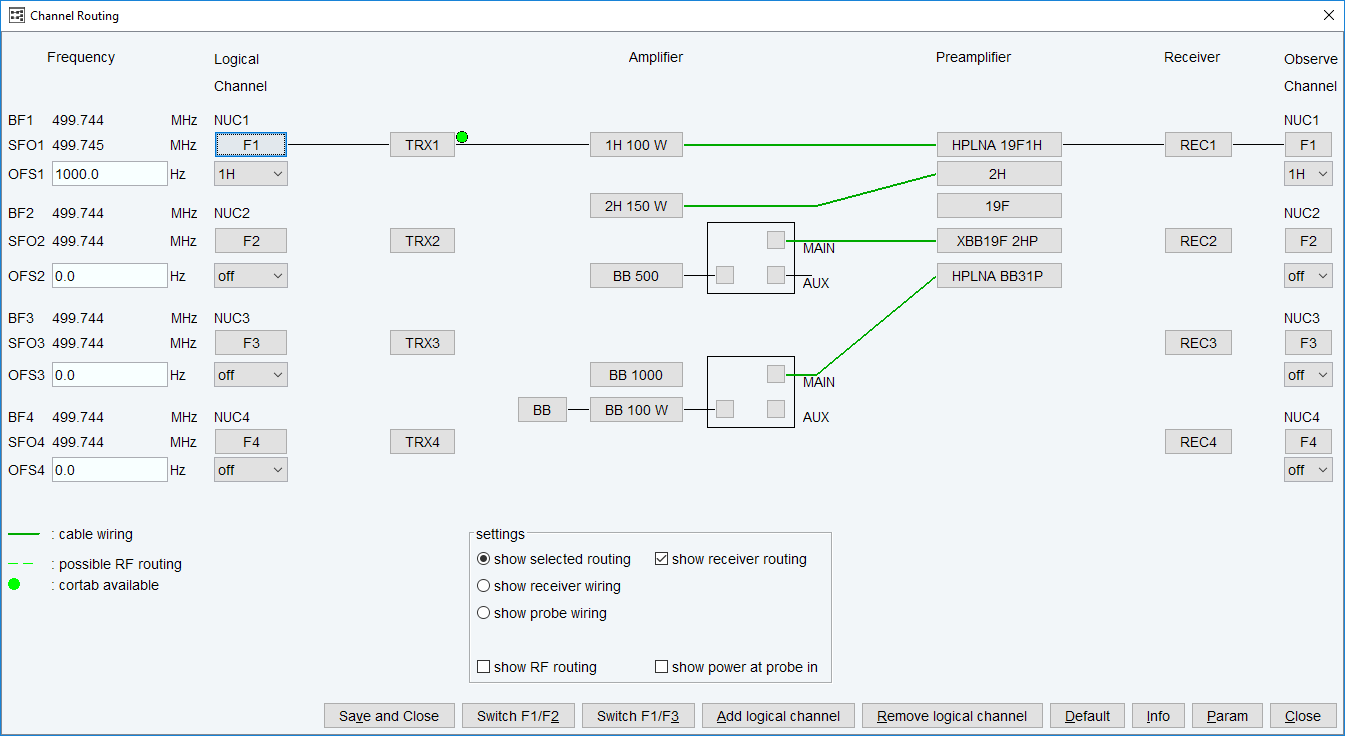 Channel Routing
Frequency Logical Channel Amplifier Preamplifier Receiver Observe Channel
BF1 499.744 MHz NUC1 NUC1
SFO1 499.745 MHz F1 TRX1 1H 100 W HPLNA 19F1H REC1 F1
OFS1 1000.0 Hz 1H 2H 1H
2H 150 W 19F
BF2 499.744 MHz NUC2 NUC2
SFO2 499.744 MHz F2 TRX2 MAIN XBB19F 2HP REC2 F2
OFS2 0.0 Hz off BB 500 AUX HPLNA BB31P off
BF3 499.744 MHz NUC3 NUC3
SFO3 499.744 MHz F3 TRX3 REC3 F3
OFS3 0.0 Hz off BB 1000 MAIN off
BB BB 100 W AUX
BF4 499.744 MHz NUC4 NUC4
SFO4 499.744 MHz F4 TRX4 REC4 F4
OFS4 0.0 Hz off off
: cable wiring
: possible RF routing
: cortab available
settings
show selected routing show receiver routing
show receiver wiring
show probe wiring
show RF routing show power at probe in
Save and Close Switch F1/F2 Switch F1/F3 Add logical channel Remove logical channel Default Info Param Close